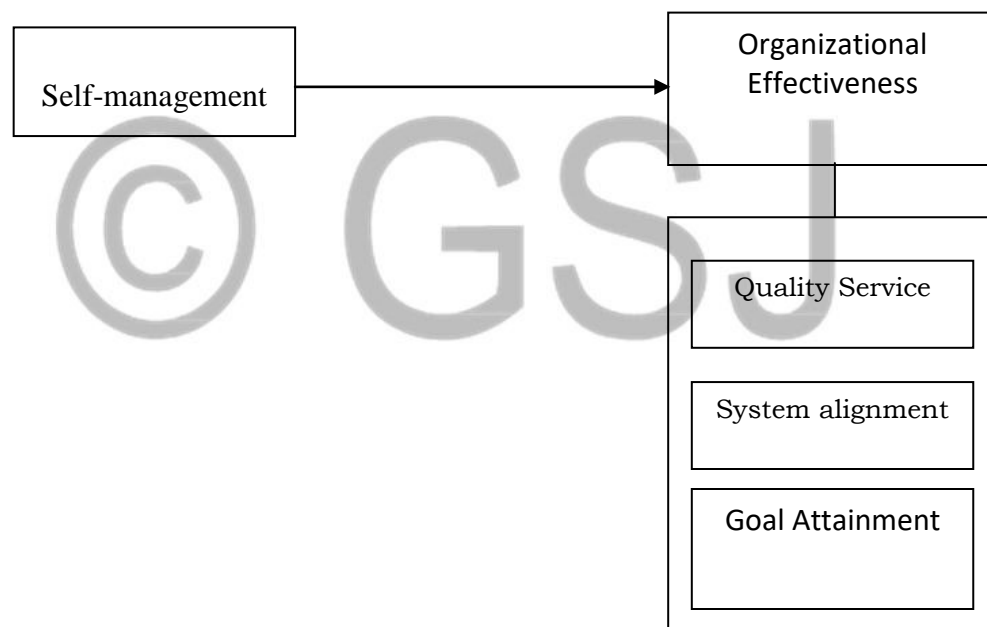 Organizational
Effectiveness
Self-management
© GSJ
Quality Service
System alignment
Goal Attainment